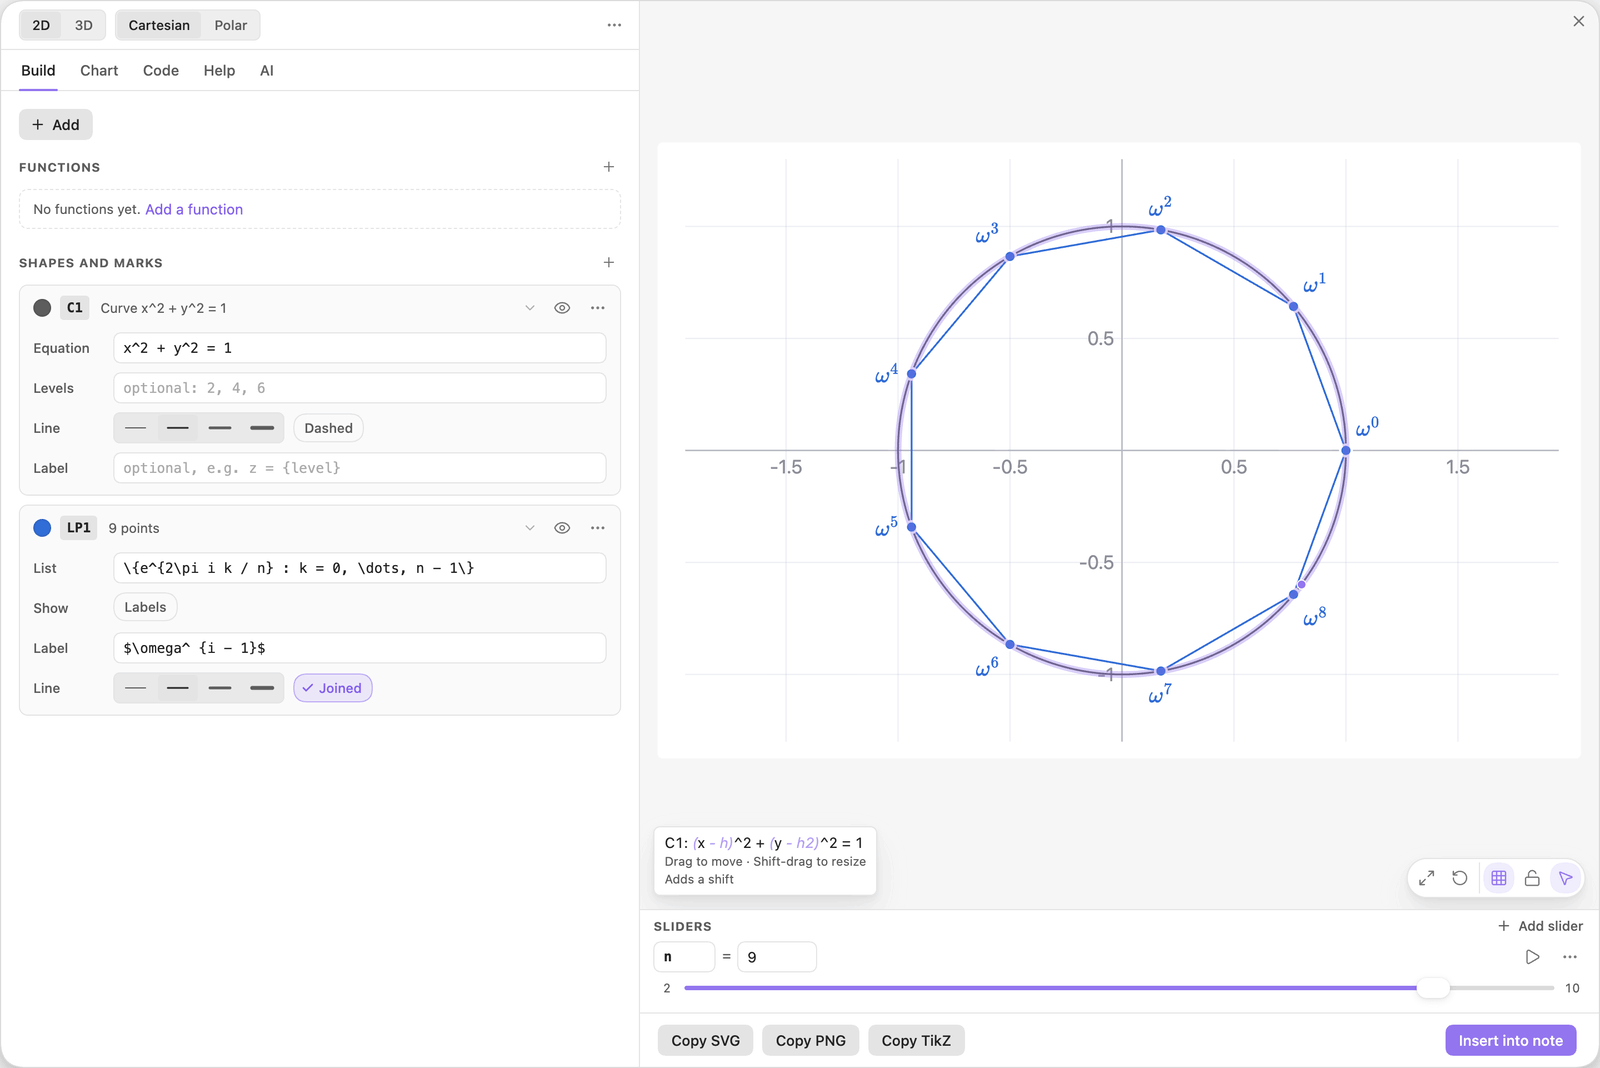 2D 3D Cartesian Polar
Build Chart Code Help AI
+ Add
FUNCTIONS
No functions yet. Add a function
SHAPES AND MARKS
C1 Curve x^2 + y^2 = 1
Equation x^2 + y^2 = 1
Levels optional: 2, 4, 6
Line Dashed
Label optional, e.g. z = {level}
LP1 9 points
List \{e^{2\pi i k / n} : k = 0, \dots, n - 1\}
Show Labels
Label $\omega^ {i - 1}$
Line Joined
ω²
ω³
1
ω¹
0.5
ω⁴
ω⁰
-1.5 -1 -0.5 0.5 1.5
ω⁵
-0.5
ω⁸
ω⁶
-1
ω⁷
C1: (x - h)^2 + (y - h2)^2 = 1
Drag to move · Shift-drag to resize
Adds a shift
SLIDERS + Add slider
n = 9
2 10
Copy SVG Copy PNG Copy TikZ Insert into note